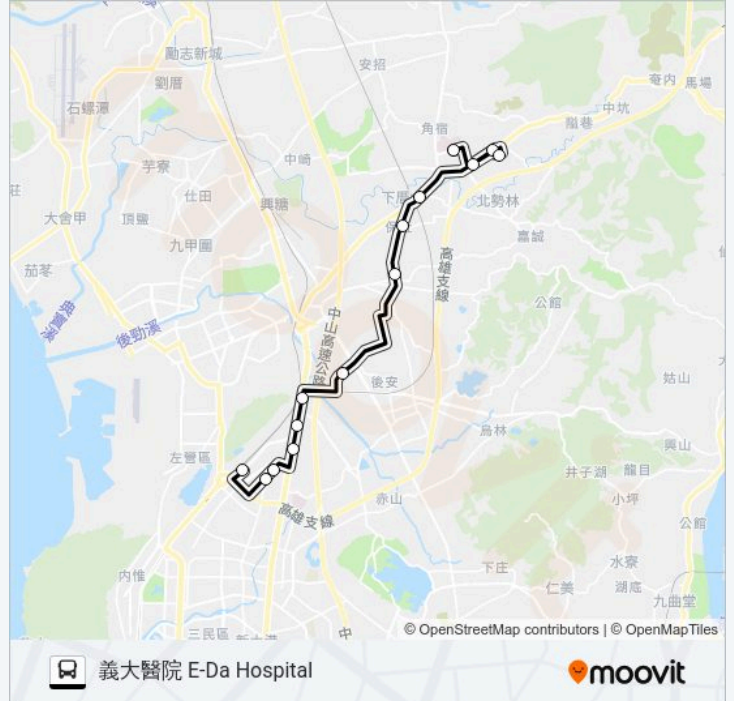 勵志新城
安招
劉厝
奄內
馬場
石螺潭
中坑
角宿
隘巷
中崎
芋寮
仕田
下厝
北勢林
興糖
大舍甲
頂鹽
九甲圍
嘉誠
高雄支線
茄苳
公館
典寶溪
後勁溪
中山高速公路
後安
姑山
烏林
興山
左營區
井子湖
龍目
赤山
小坪
高雄支線
公館
水寮
下庄
內惟
仁美
湖底
九曲堂
三民區
中
© OpenStreetMap contributors | © OpenMapTiles
義大醫院 E-Da Hospital
moovit